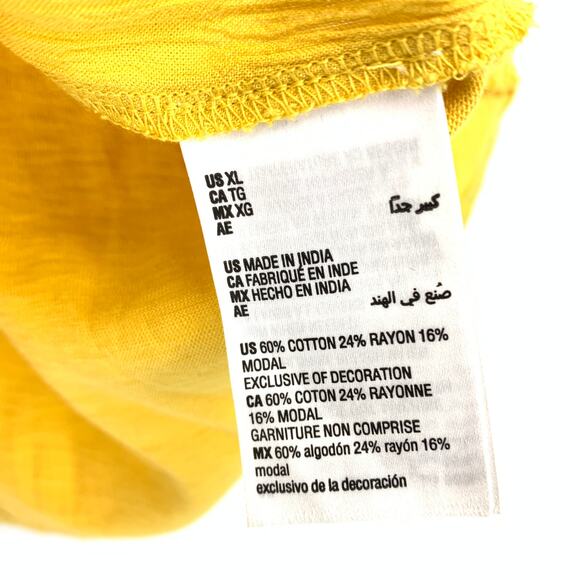 US XL
CA TG
MX XG
AE كبير جدًا
US MADE IN INDIA
CA FABRIQUÉ EN INDE
MX HECHO EN INDIA
AE صُنع في الهند
US 60% COTTON 24% RAYON 16%
MODAL
EXCLUSIVE OF DECORATION
CA 60% COTON 24% RAYONNE
16% MODAL
GARNITURE NON COMPRISE
MX 60% algodón 24% rayón 16%
modal
exclusivo de la decoración